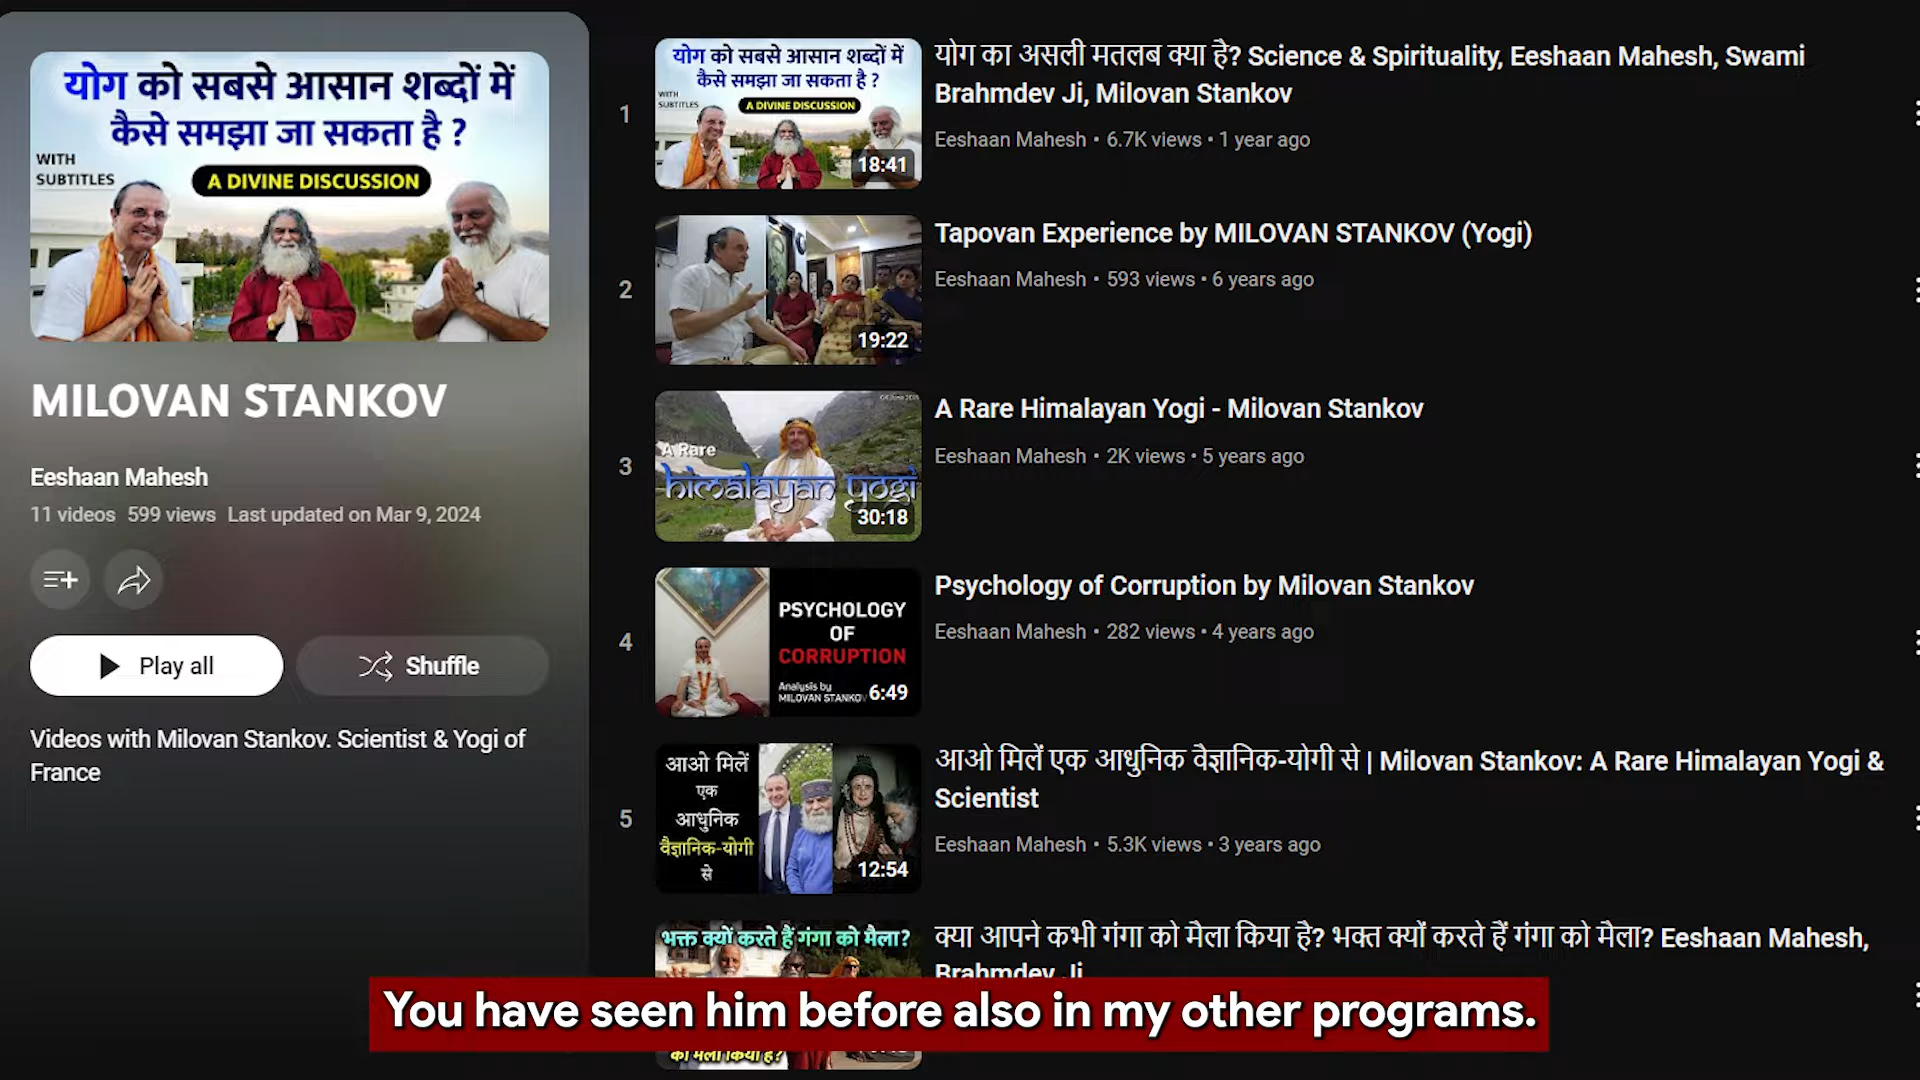 योग को सबसे आसान शब्दों में
कैसे समझा जा सकता है ?
WITH
SUBTITLES
A DIVINE DISCUSSION
MILOVAN STANKOV
Eeshaan Mahesh
11 videos 599 views Last updated on Mar 9, 2024
Play all
Shuffle
Videos with Milovan Stankov. Scientist & Yogi of
France
1
योग को सबसे आसान शब्दों में
कैसे समझा जा सकता है ?
WITH
SUBTITLES
A DIVINE DISCUSSION
18:41
योग का असली मतलब क्या है? Science & Spirituality, Eeshaan Mahesh, Swami
Brahmdev Ji, Milovan Stankov
Eeshaan Mahesh • 6.7K views • 1 year ago
2
19:22
Tapovan Experience by MILOVAN STANKOV (Yogi)
Eeshaan Mahesh • 593 views • 6 years ago
3
A Rare
himalayan yogi
30:18
A Rare Himalayan Yogi - Milovan Stankov
Eeshaan Mahesh • 2K views • 5 years ago
4
PSYCHOLOGY
OF
CORRUPTION
Analysis by
MILOVAN STANKOV
6:49
Psychology of Corruption by Milovan Stankov
Eeshaan Mahesh • 282 views • 4 years ago
5
आओ मिलें
एक
आधुनिक
वैज्ञानिक-योगी
से
12:54
आओ मिलें एक आधुनिक वैज्ञानिक-योगी से | Milovan Stankov: A Rare Himalayan Yogi &
Scientist
Eeshaan Mahesh • 5.3K views • 3 years ago
भक्त क्यों करते हैं गंगा को मैला?
क्या आपने कभी गंगा को मैला किया है? भक्त क्यों करते हैं गंगा को मैला? Eeshaan Mahesh,
Brahmdev Ji
You have seen him before also in my other programs.
को मैला किया है?